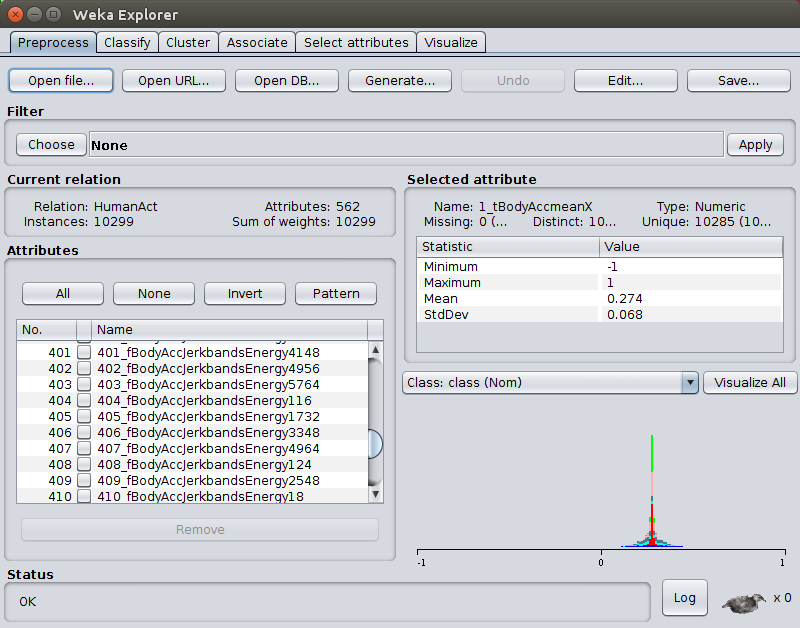 Weka Explorer
Preprocess Classify Cluster Associate Select attributes Visualize
Open file... Open URL... Open DB... Generate... Undo Edit... Save...
Filter
Choose None Apply
Current relation
Relation: HumanAct Attributes: 562
Instances: 10299 Sum of weights: 10299
Attributes
All None Invert Pattern
No. Name
401 401_fBodyAccJerkbandsEnergy4148
402 402_fBodyAccJerkbandsEnergy4956
403 403_fBodyAccJerkbandsEnergy5764
404 404_fBodyAccJerkbandsEnergy116
405 405_fBodyAccJerkbandsEnergy1732
406 406_fBodyAccJerkbandsEnergy3348
407 407_fBodyAccJerkbandsEnergy4964
408 408_fBodyAccJerkbandsEnergy124
409 409_fBodyAccJerkbandsEnergy2548
410 410_fBodyAccJerkbandsEnergy18
Remove
Selected attribute
Name: 1_tBodyAccmeanX Type: Numeric
Missing: 0 (... Distinct: 10... Unique: 10285 (10...
Statistic Value
Minimum -1
Maximum 1
Mean 0.274
StdDev 0.068
Class: class (Nom) Visualize All
-1 0 1
Status
OK Log x 0